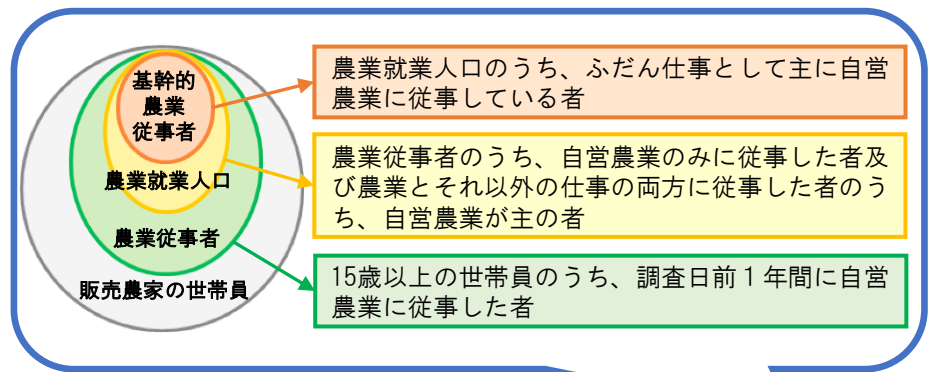 基幹的
農業
従事者
農業就業人口
農業従事者
販売農家の世帯員
農業就業人口のうち、ふだん仕事として主に自営
農業に従事している者
農業従事者のうち、自営農業のみに従事した者及
び農業とそれ以外の仕事の両方に従事した者のう
ち、自営農業が主の者
15歳以上の世帯員のうち、調査日前１年間に自営
農業に従事した者